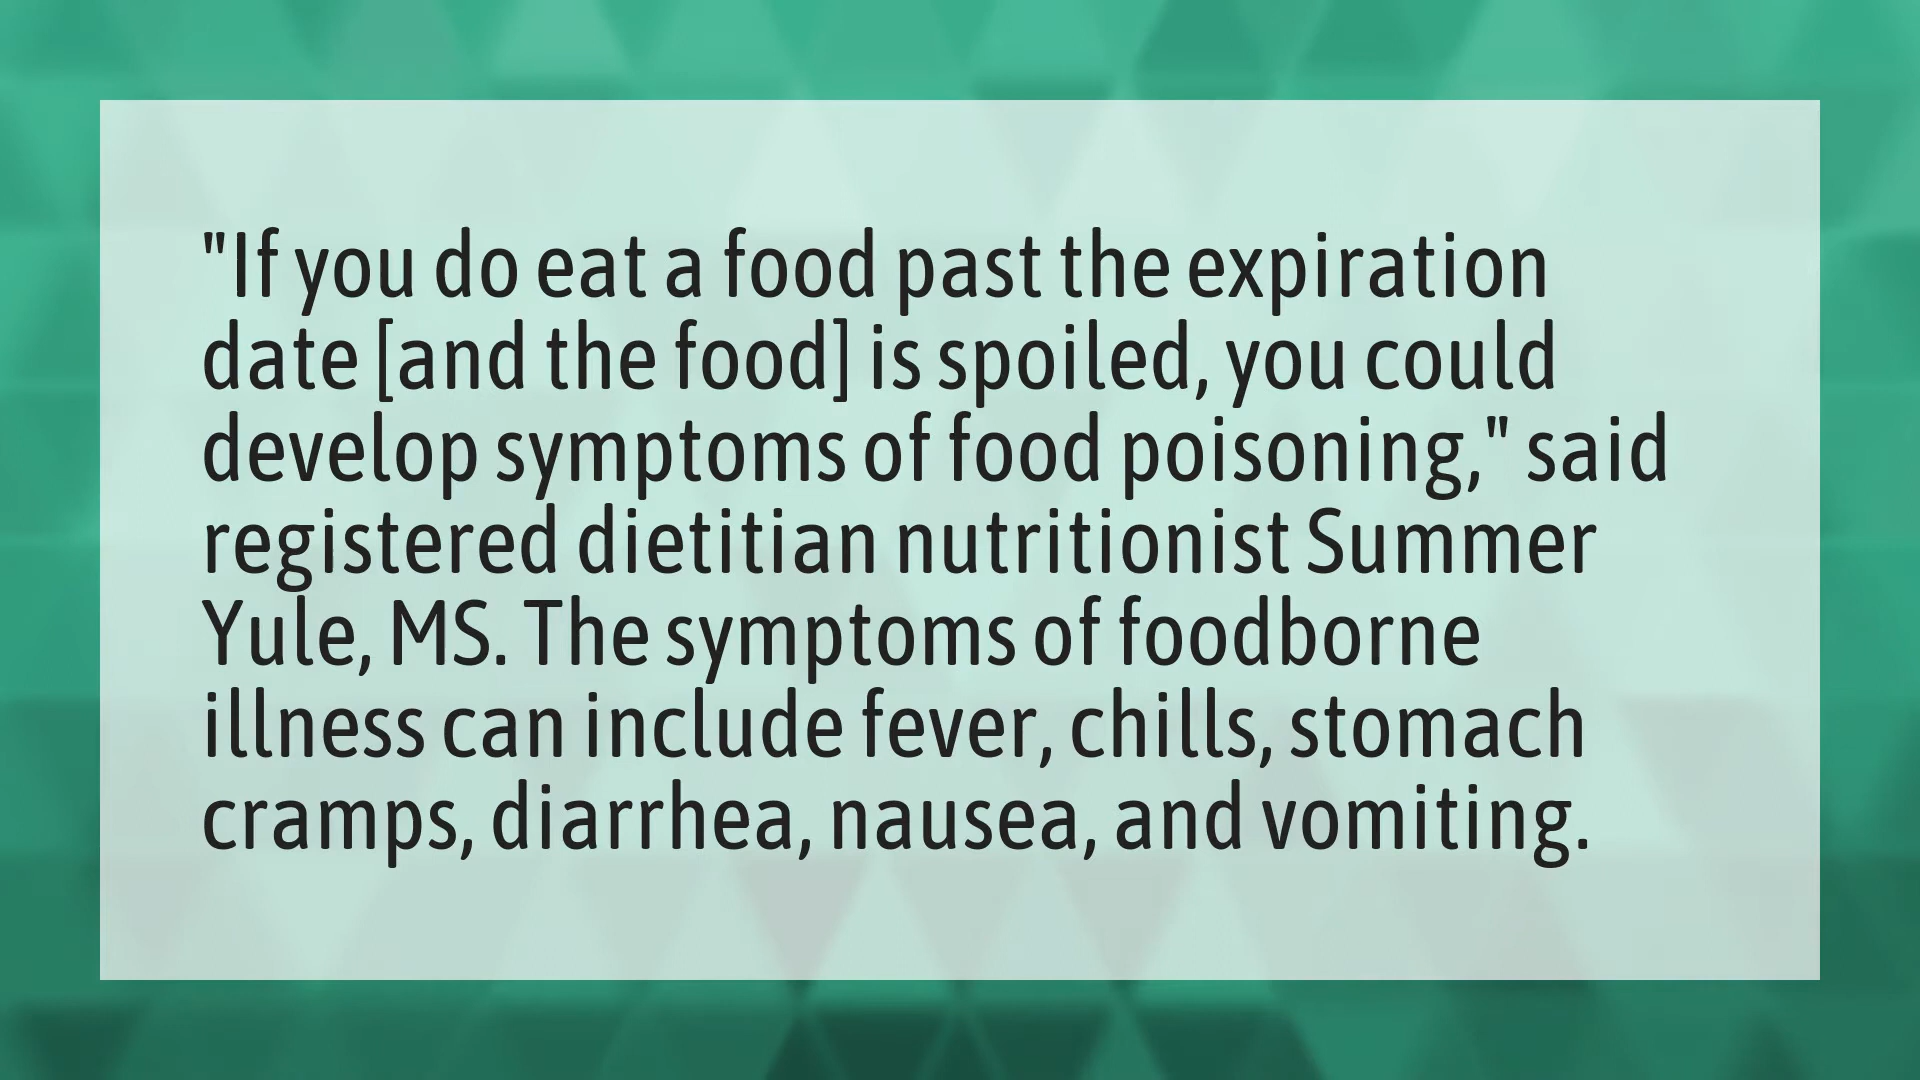 "If you do eat a food past the expiration
date [and the food] is spoiled, you could
develop symptoms of food poisoning," said
registered dietitian nutritionist Summer
Yule, MS. The symptoms of foodborne
illness can include fever, chills, stomach
cramps, diarrhea, nausea, and vomiting.